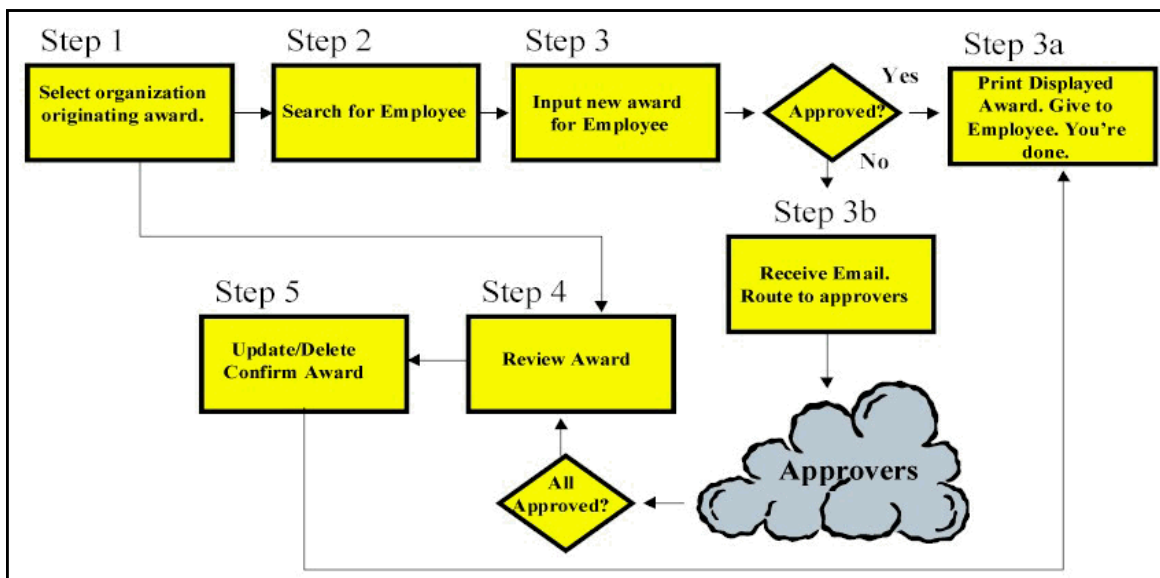 Step 1
Select organization
originating award.
Step 2
Search for Employee
Step 3
Input new award
for Employee
Approved?
Yes
No
Step 3a
Print Displayed
Award. Give to
Employee. You're
done.
Step 3b
Receive Email.
Route to approvers
Approvers
All
Approved?
Step 4
Review Award
Step 5
Update/Delete
Confirm Award